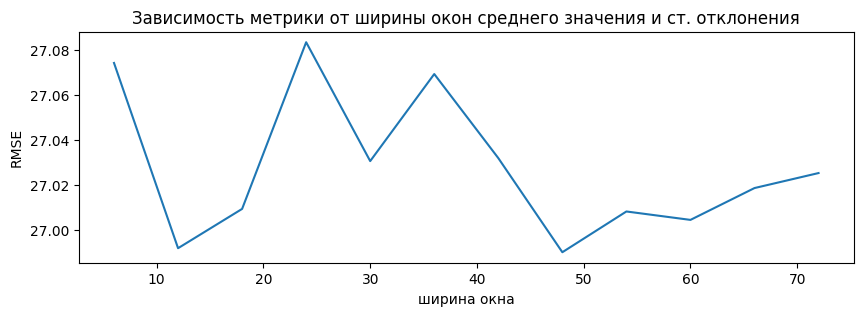 Зависимость метрики от ширины окон среднего значения и ст. отклонения
27.08
27.06
27.04
27.02
27.00
RMSE
10 20 30 40 50 60 70
ширина окна